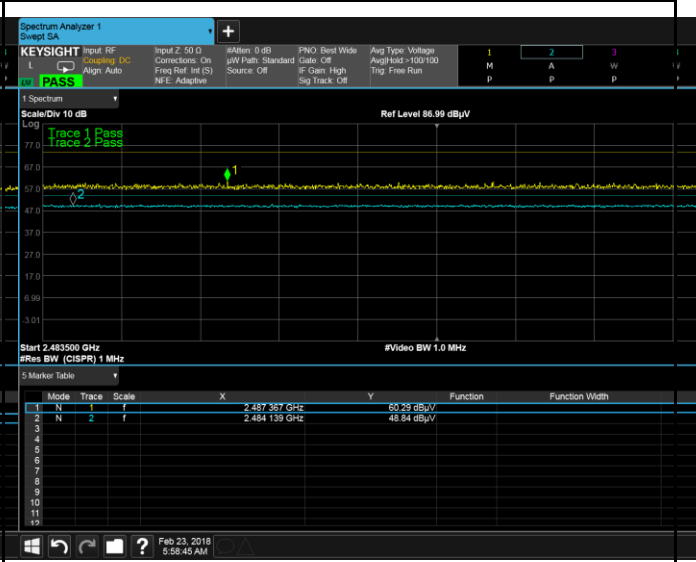 Spectrum Analyzer 1
Swept SA
KEYSIGHT Input: RF Input Z: 50 Ω #Atten: 0 dB PNO: Best Wide Avg Type: Voltage 1 2 3
L Coupling: DC Corrections: On µW Path: Standard Gate: Off Avg|Hold:>100/100 M A W
Align: Auto Freq Ref: Int (S) Source: Off IF Gain: High Trig: Free Run
PASS NFE: Adaptive Sig Track: Off P P P
1 Spectrum
Scale/Div 10 dB Ref Level 86.99 dBµV
Log
Trace 1 Pass
Trace 2 Pass
77.0
67.0
1
57.0
2
47.0
37.0
27.0
17.0
6.99
-3.01
Start 2.483500 GHz #Video BW 1.0 MHz
#Res BW (CISPR) 1 MHz
5 Marker Table
Mode Trace Scale X Y Function Function Width
1 N 1 f 2.487 367 GHz 60.29 dBµV
2 N 2 f 2.484 139 GHz 48.84 dBµV
3
4
5
6
7
8
9
10
11
12
? Feb 23, 2018
5:58:45 AM